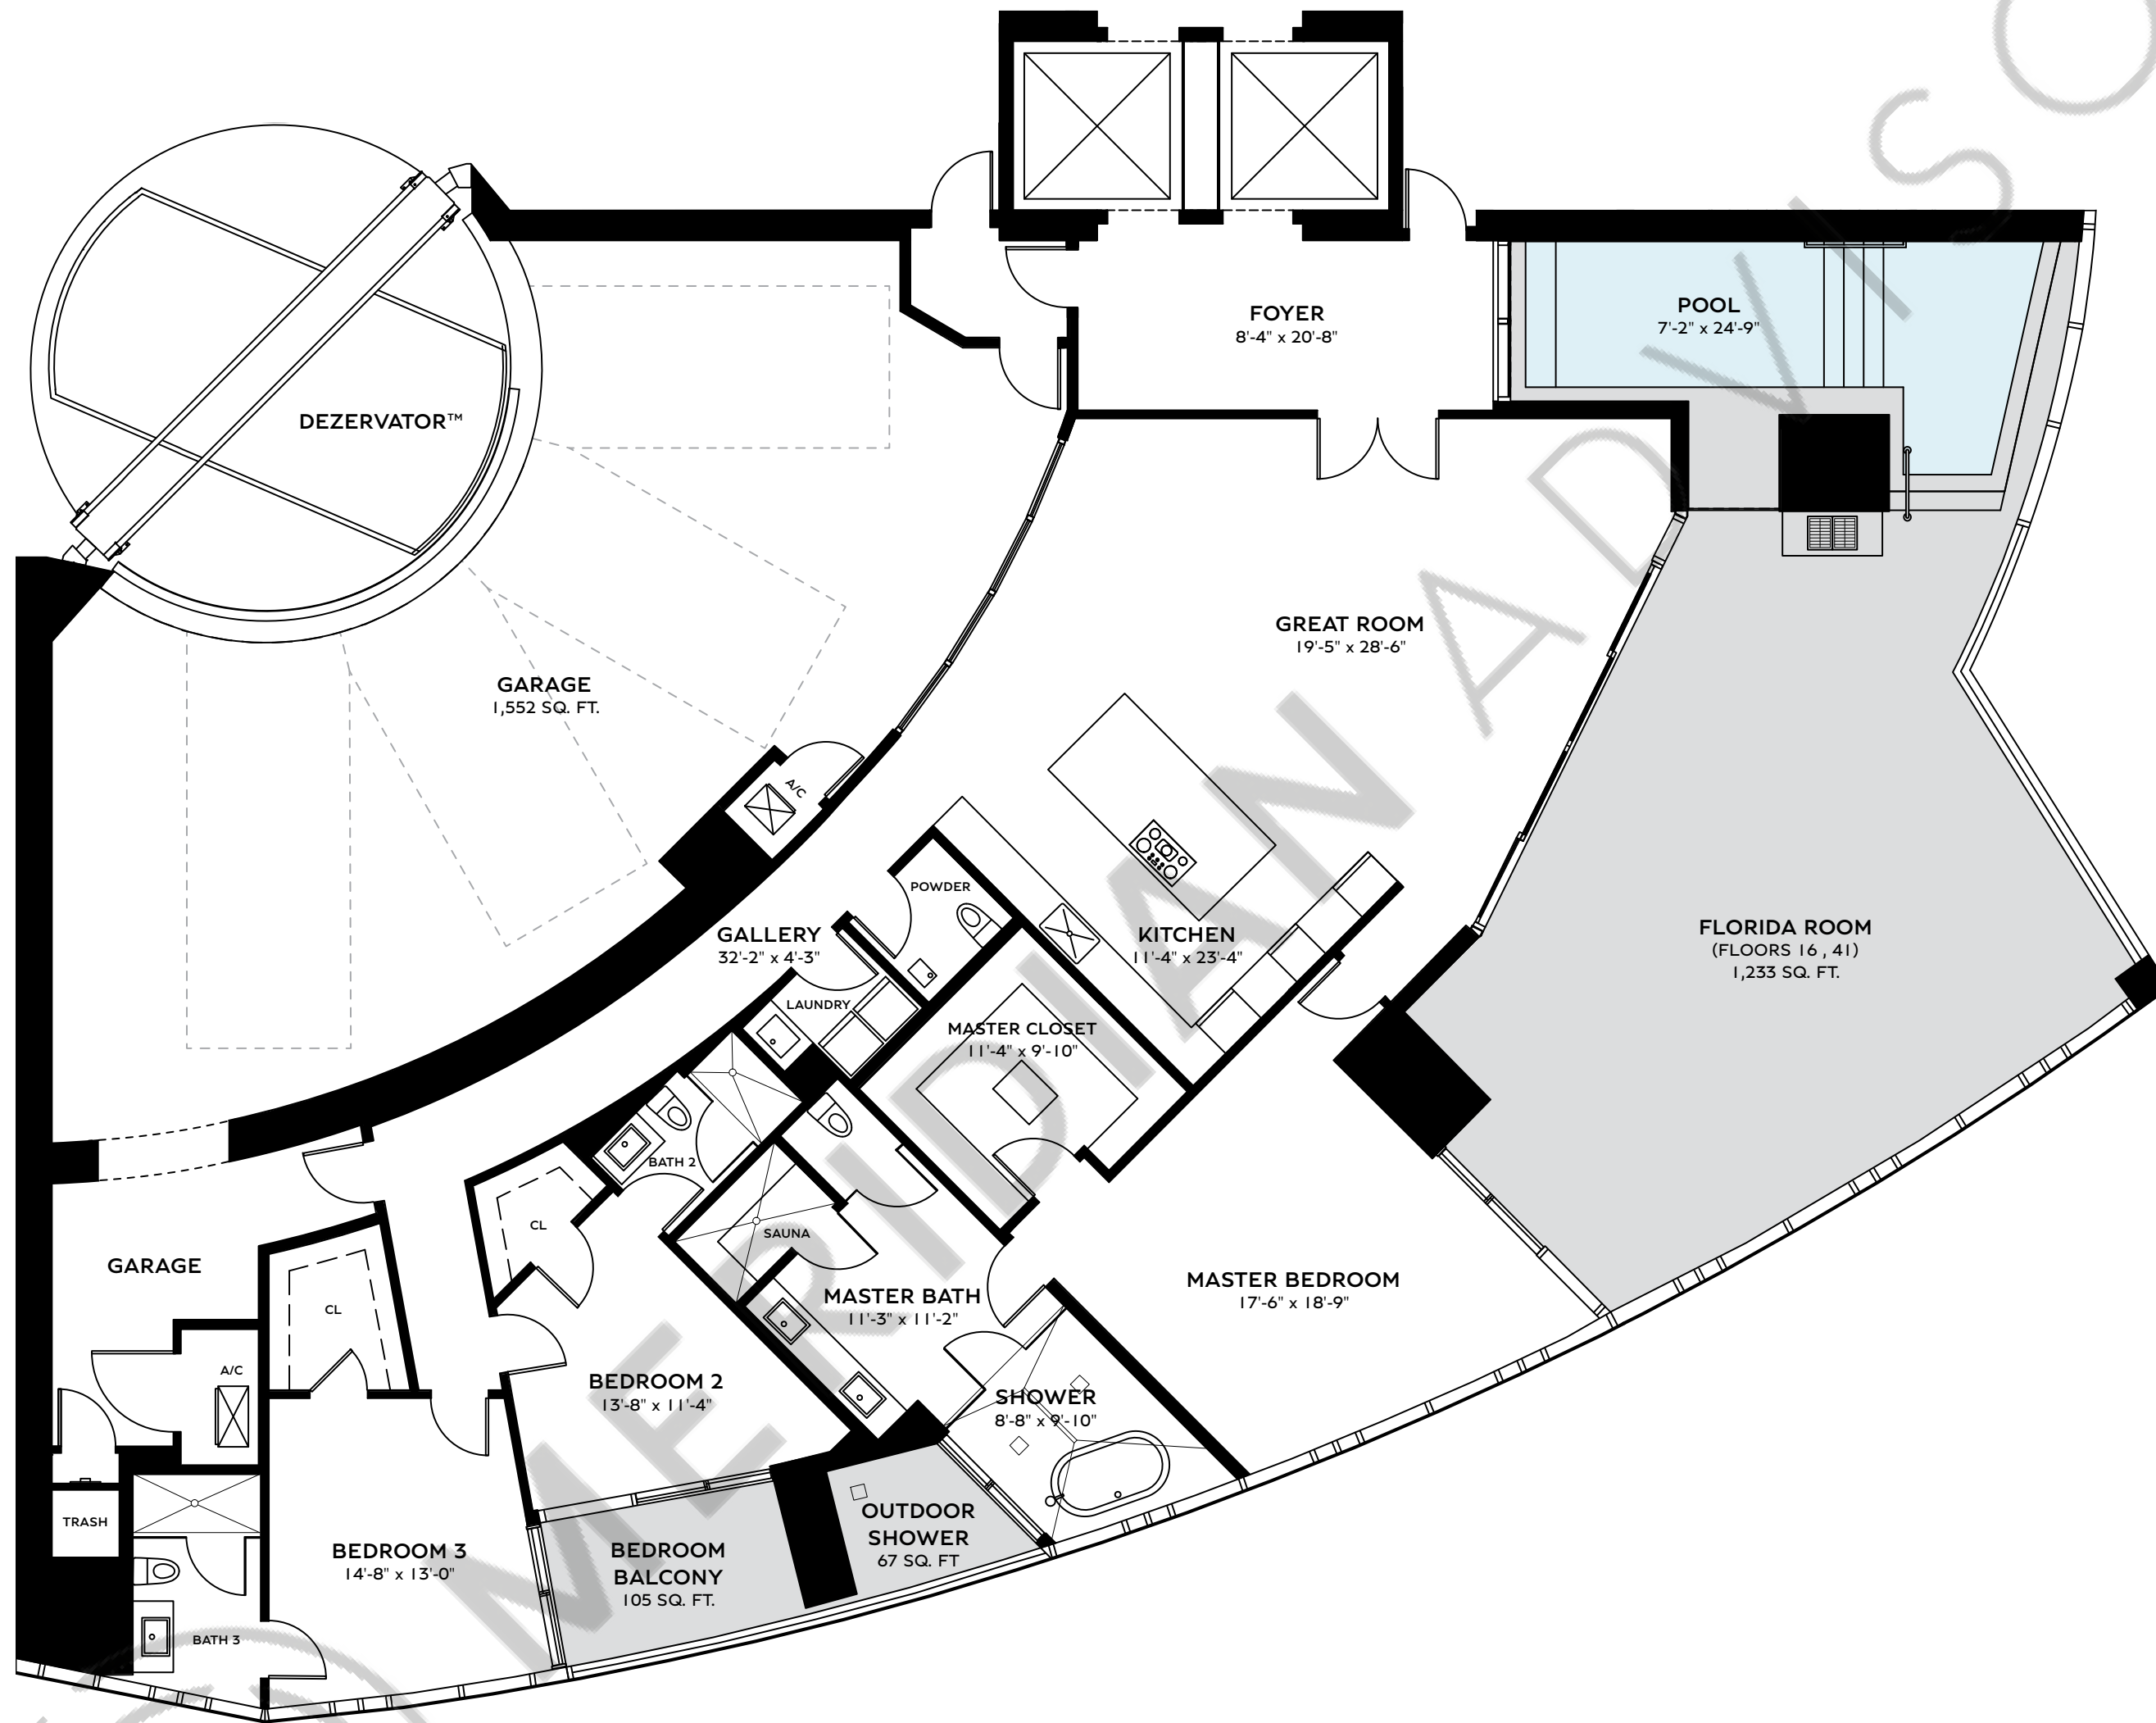 FOYER
8'-4" x 20'-8"
POOL
7'-2" x 24'-9"
DEZERVATOR™
GREAT ROOM
19'-5" x 28'-6"
GARAGE
1,552 SQ. FT.
A/C
POWDER
GALLERY
32'-2" x 4'-3"
KITCHEN
11'-4" x 23'-4"
FLORIDA ROOM
(FLOORS 16 , 41)
1,233 SQ. FT.
LAUNDRY
MASTER CLOSET
11'-4" x 9'-10"
BATH 2
CL
SAUNA
GARAGE
CL
MASTER BATH
11'-3" x 11'-2"
MASTER BEDROOM
17'-6" x 18'-9"
A/C
BEDROOM 2
13'-8" x 11'-4"
SHOWER
8'-8" x 9'-10"
TRASH
OUTDOOR
SHOWER
67 SQ. FT
BEDROOM 3
14'-8" x 13'-0"
BEDROOM
BALCONY
105 SQ. FT.
BATH 3
MERIDIAN ADVISO